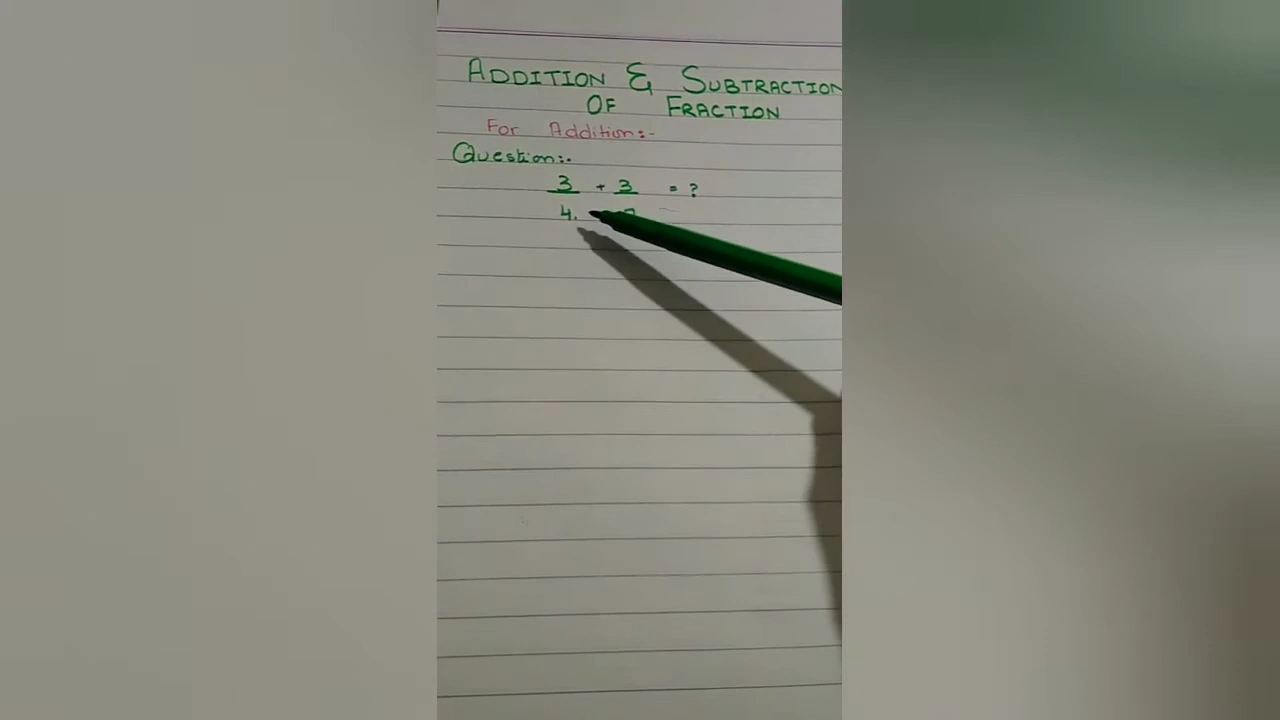 ADDITION & SUBTRACTION
OF FRACTION
For Addition:-
Question:-
3 + 3 = ?
4.